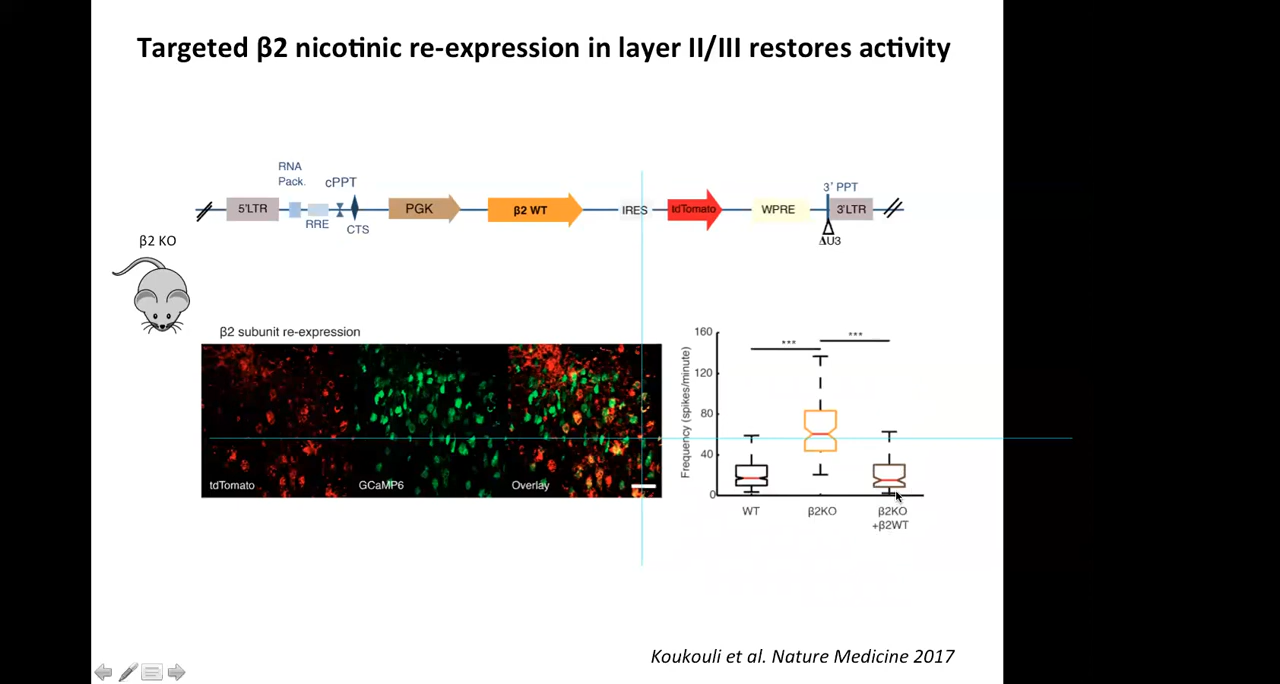 Targeted β2 nicotinic re-expression in layer II/III restores activity
RNA
Pack.
cPPT
3' PPT
5'LTR
PGK
β2 WT
IRES
tdTomato
WPRE
3'LTR
RRE
CTS
ΔU3
β2 KO
β2 subunit re-expression
tdTomato
GCaMP6
Overlay
Frequency (spikes/minute)
160
120
80
40
0
***
***
WT
β2KO
β2KO
+β2WT
Koukouli et al. Nature Medicine 2017